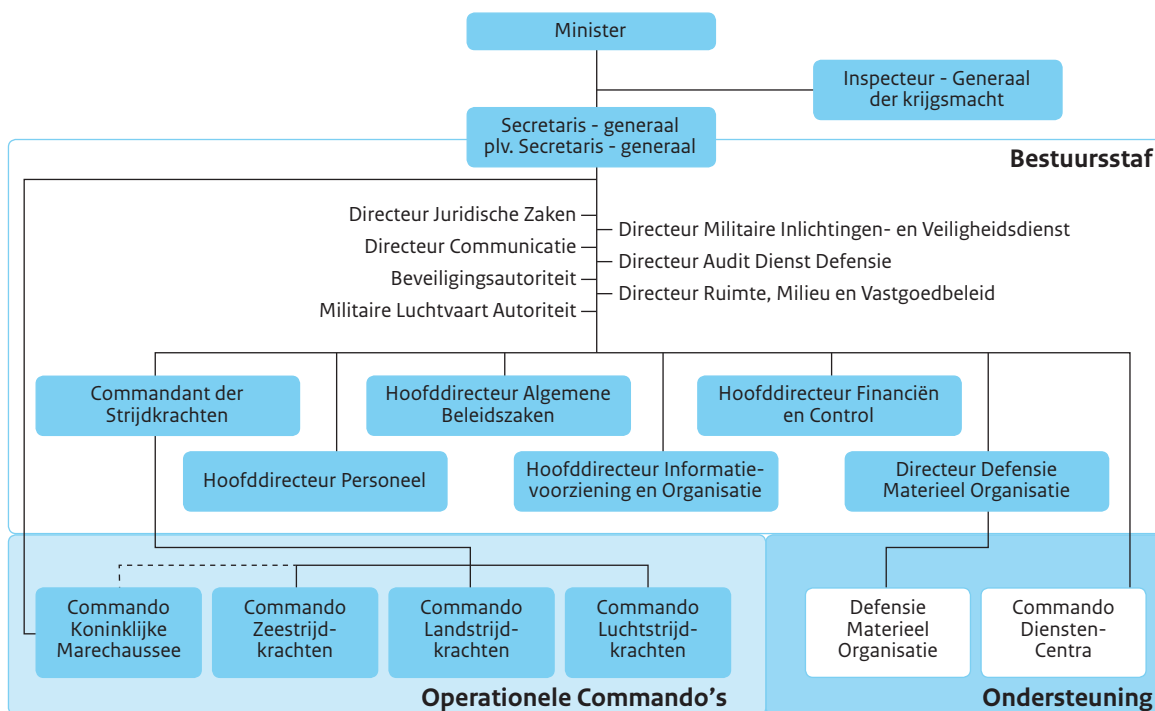 Minister
Inspecteur - Generaal
der krijgsmacht
Secretaris - generaal
plv. Secretaris - generaal
Bestuursstaf
Directeur Juridische Zaken
Directeur Militaire Inlichtingen- en Veiligheidsdienst
Directeur Communicatie
Directeur Audit Dienst Defensie
Beveiligingsautoriteit
Directeur Ruimte, Milieu en Vastgoedbeleid
Militaire Luchtvaart Autoriteit
Commandant der
Strijdkrachten
Hoofddirecteur Algemene
Beleidszaken
Hoofddirecteur Financiën
en Control
Hoofddirecteur Personeel
Hoofddirecteur Informatie-
voorziening en Organisatie
Directeur Defensie
Materieel Organisatie
Commando
Koninklijke
Marechaussee
Commando
Zeestrijd-
krachten
Commando
Landstrijd-
krachten
Commando
Luchtstrijd-
krachten
Defensie
Materieel
Organisatie
Commando
Diensten-
Centra
Operationele Commando’s
Ondersteuning